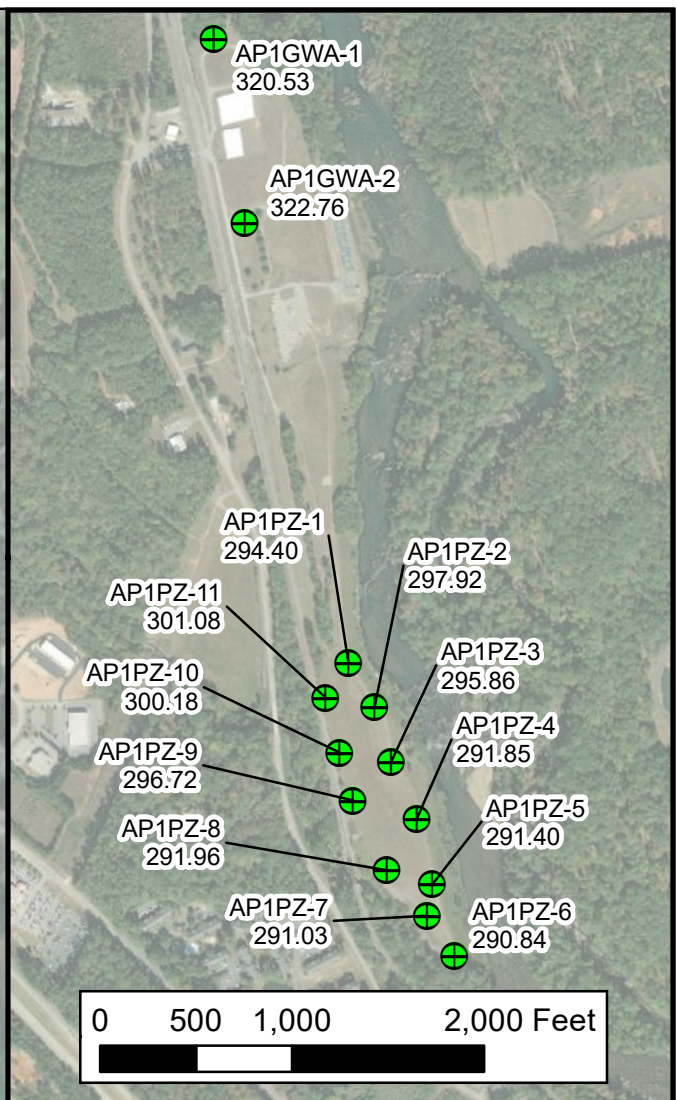 AP1GWA-1
320.53
AP1GWA-2
322.76
AP1PZ-1
294.40
AP1PZ-2
297.92
AP1PZ-11
301.08
AP1PZ-3
295.86
AP1PZ-10
300.18
AP1PZ-4
291.85
AP1PZ-9
296.72
AP1PZ-5
291.40
AP1PZ-8
291.96
AP1PZ-7
291.03
AP1PZ-6
290.84
0 500 1,000 2,000 Feet